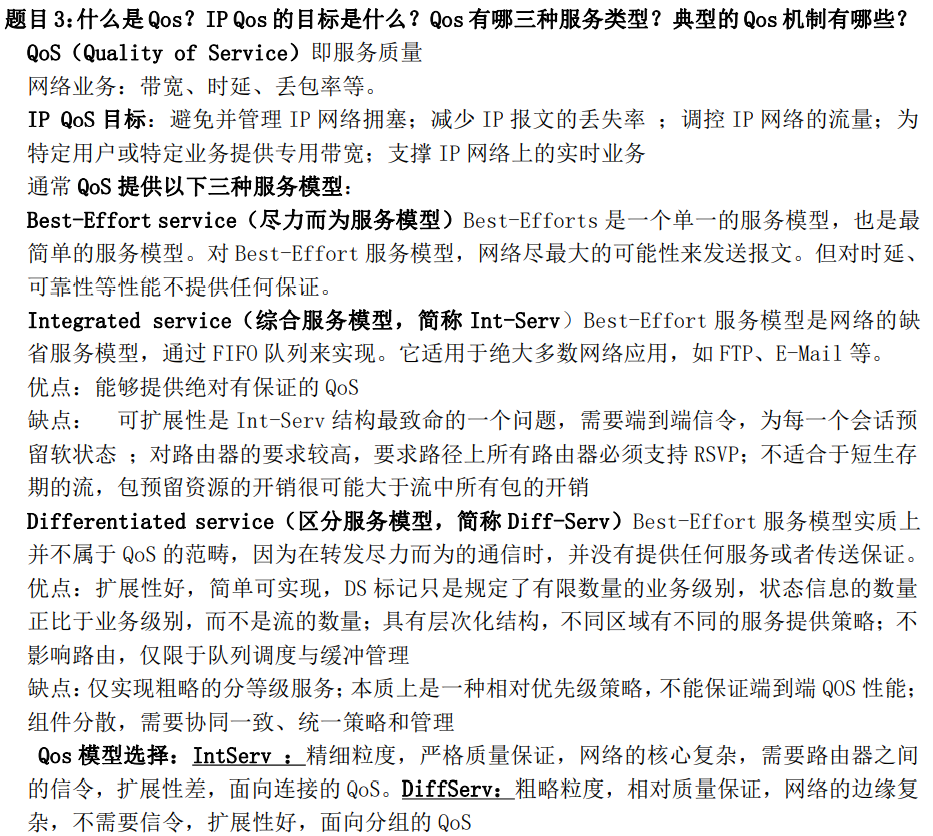 题目 3:什么是 Qos？IP Qos 的目标是什么？Qos 有哪三种服务类型？典型的 Qos 机制有哪些？
QoS（Quality of Service）即服务质量
网络业务：带宽、时延、丢包率等。
IP QoS 目标：避免并管理 IP 网络拥塞；减少 IP 报文的丢失率 ；调控 IP 网络的流量；为
特定用户或特定业务提供专用带宽；支撑 IP 网络上的实时业务
通常 QoS 提供以下三种服务模型：
Best-Effort service（尽力而为服务模型）Best-Efforts 是一个单一的服务模型，也是最
简单的服务模型。对 Best-Effort 服务模型，网络尽最大的可能性来发送报文。但对时延、
可靠性等性能不提供任何保证。
Integrated service（综合服务模型，简称 Int-Serv）Best-Effort 服务模型是网络的缺
省服务模型，通过 FIFO 队列来实现。它适用于绝大多数网络应用，如 FTP、E-Mail 等。
优点：能够提供绝对有保证的 QoS
缺点： 可扩展性是 Int-Serv 结构最致命的一个问题，需要端到端信令，为每一个会话预
留软状态 ；对路由器的要求较高，要求路径上所有路由器必须支持 RSVP；不适合于短生存
期的流，包预留资源的开销很可能大于流中所有包的开销
Differentiated service（区分服务模型，简称 Diff-Serv）Best-Effort 服务模型实质上
并不属于 QoS 的范畴，因为在转发尽力而为的通信时，并没有提供任何服务或者传送保证。
优点：扩展性好，简单可实现，DS 标记只是规定了有限数量的业务级别，状态信息的数量
正比于业务级别，而不是流的数量；具有层次化结构，不同区域有不同的服务提供策略；不
影响路由，仅限于队列调度与缓冲管理
缺点：仅实现粗略的分等级服务；本质上是一种相对优先级策略，不能保证端到端 QOS 性能；
组件分散，需要协同一致、统一策略和管理
Qos 模型选择：IntServ ：精细粒度，严格质量保证，网络的核心复杂，需要路由器之间
的信令，扩展性差，面向连接的 QoS。DiffServ：粗略粒度，相对质量保证，网络的边缘复
杂，不需要信令，扩展性好，面向分组的 QoS